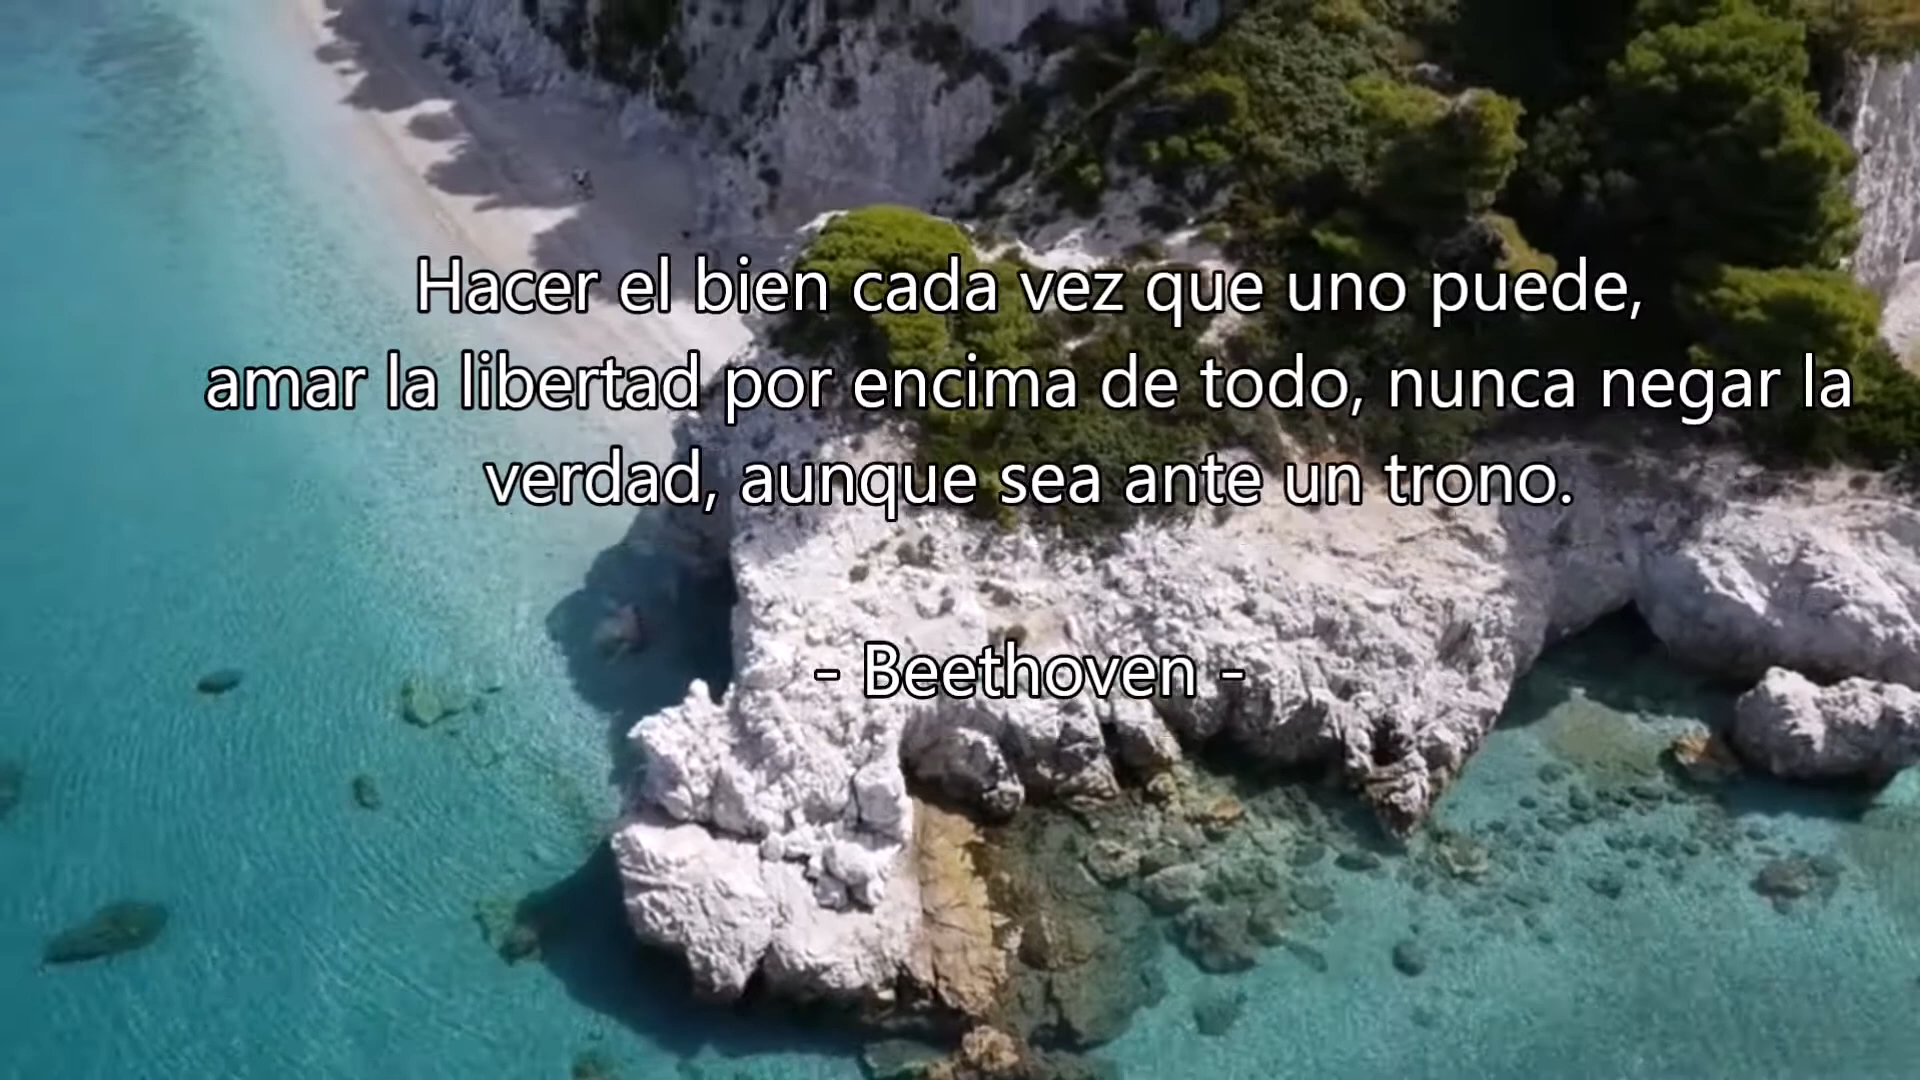 Hacer el bien cada vez que uno puede,
amar la libertad por encima de todo, nunca negar la
verdad, aunque sea ante un trono.
- Beethoven -